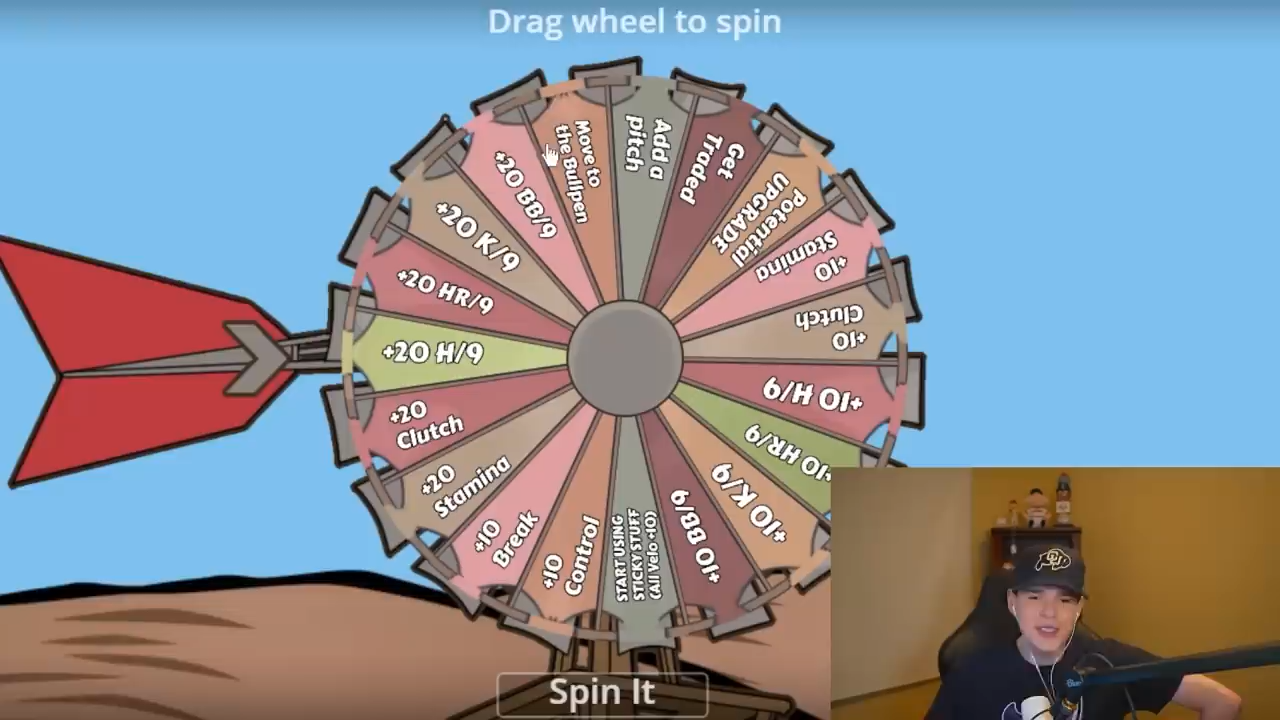 Drag wheel to spin
Move to
the Bullpen
Add a
pitch
Get
Traded
Potential
UPGRADE
+10
Stamina
+10
Clutch
+10 H/9
+10 HR/9
+10 K/9
+10 BB/9
START USING
STICKY STUFF
(All Velo +10)
+10
Control
+10
Break
+20
Stamina
+20
Clutch
+20 H/9
+20 HR/9
+20 K/9
+20 BB/9
Spin It
CU